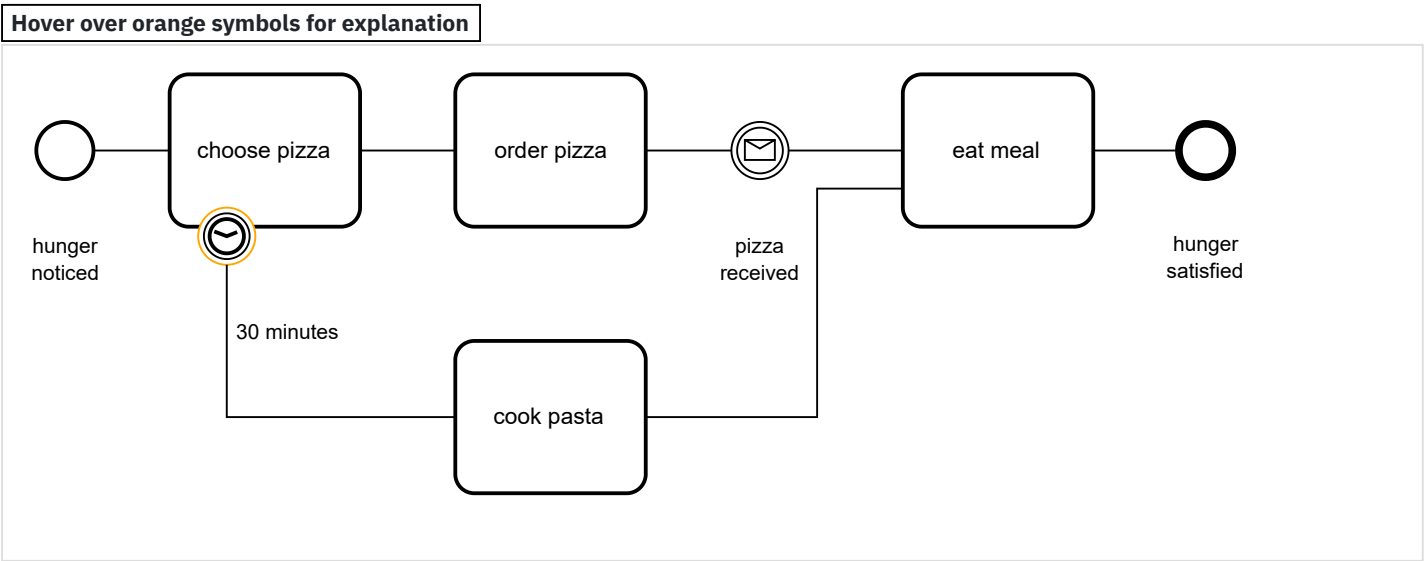 Hover over orange symbols for explanation
choose pizza
order pizza
eat meal
hunger
noticed
pizza
received
hunger
satisfied
30 minutes
cook pasta